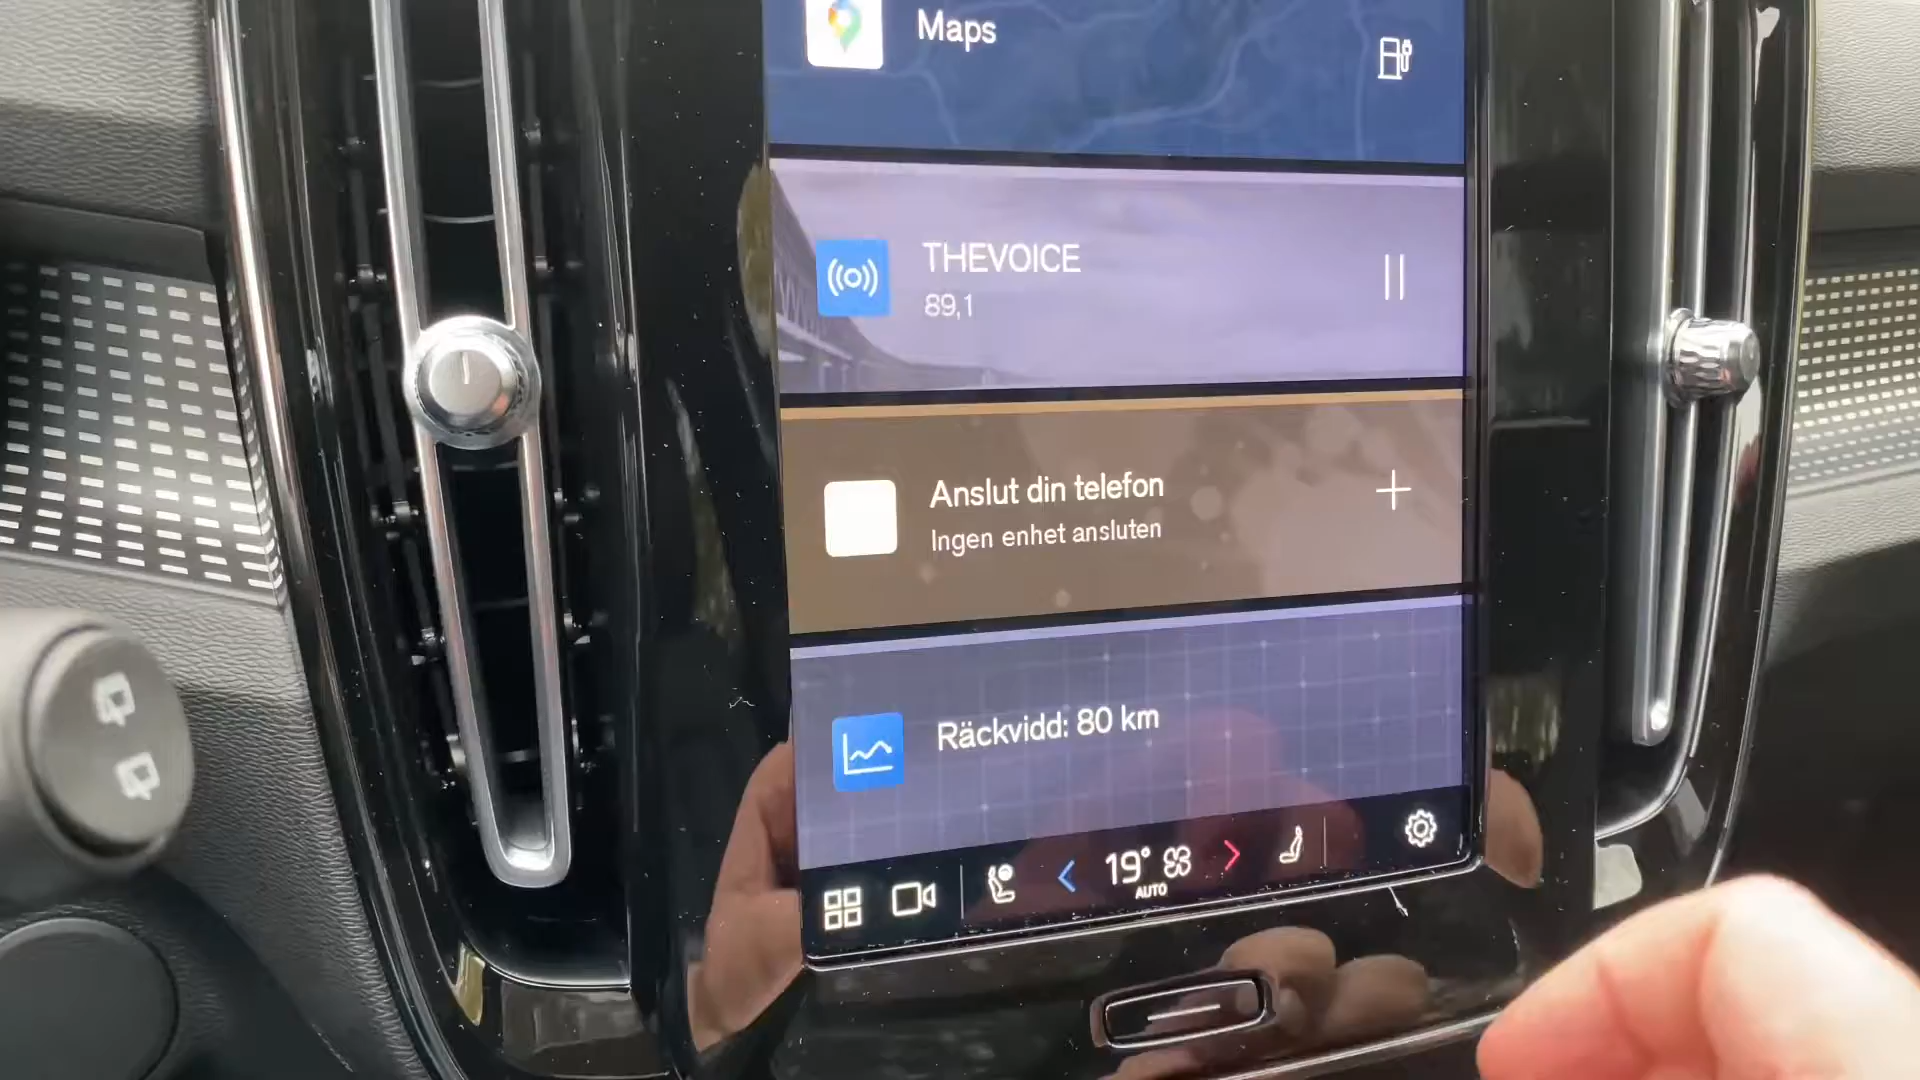 Maps
THEVOICE
89,1
Anslut din telefon
Ingen enhet ansluten
Räckvidd: 80 km
19°
AUTO